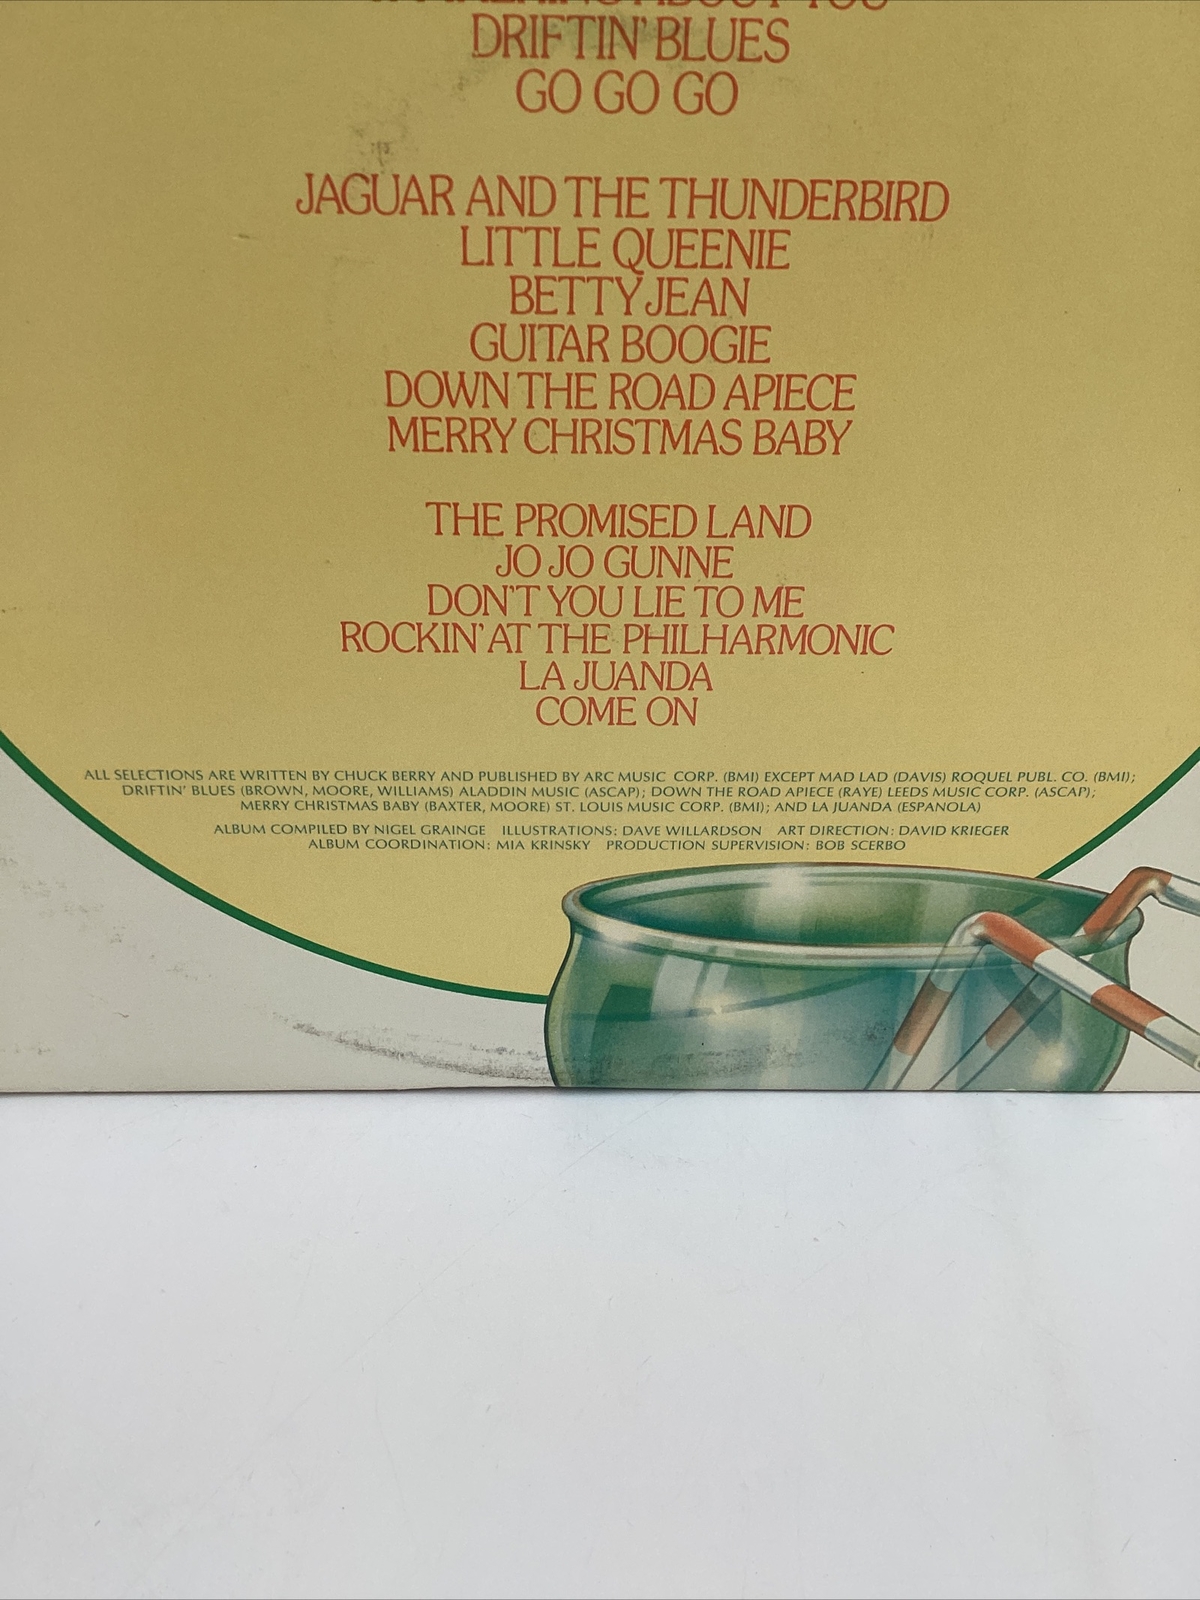 ABOUT YOU
DRIFTIN' BLUES
GO GO GO
JAGUAR AND THE THUNDERBIRD
LITTLE QUEENIE
BETTY JEAN
GUITAR BOOGIE
DOWN THE ROAD APIECE
MERRY CHRISTMAS BABY
THE PROMISED LAND
JO JO GUNNE
DON'T YOU LIE TO ME
ROCKIN' AT THE PHILHARMONIC
LA JUANDA
COME ON
ALL SELECTIONS ARE WRITTEN BY CHUCK BERRY AND PUBLISHED BY ARC MUSIC CORP. (BMI) EXCEPT MAD LAD (DAVIS) ROQUEL PUBL. CO. (BMI);
DRIFTIN' BLUES (BROWN, MOORE, WILLIAMS) ALADDIN MUSIC (ASCAP); DOWN THE ROAD APIECE (RAYE) LEEDS MUSIC CORP. (ASCAP);
MERRY CHRISTMAS BABY (BAXTER, MOORE) ST. LOUIS MUSIC CORP. (BMI); AND LA JUANDA (ESPANOLA)
ALBUM COMPILED BY NIGEL GRAINGE ILLUSTRATIONS: DAVE WILLARDSON ART DIRECTION: DAVID KRIEGER
ALBUM COORDINATION: MIA KRINSKY PRODUCTION SUPERVISION: BOB SCERBO